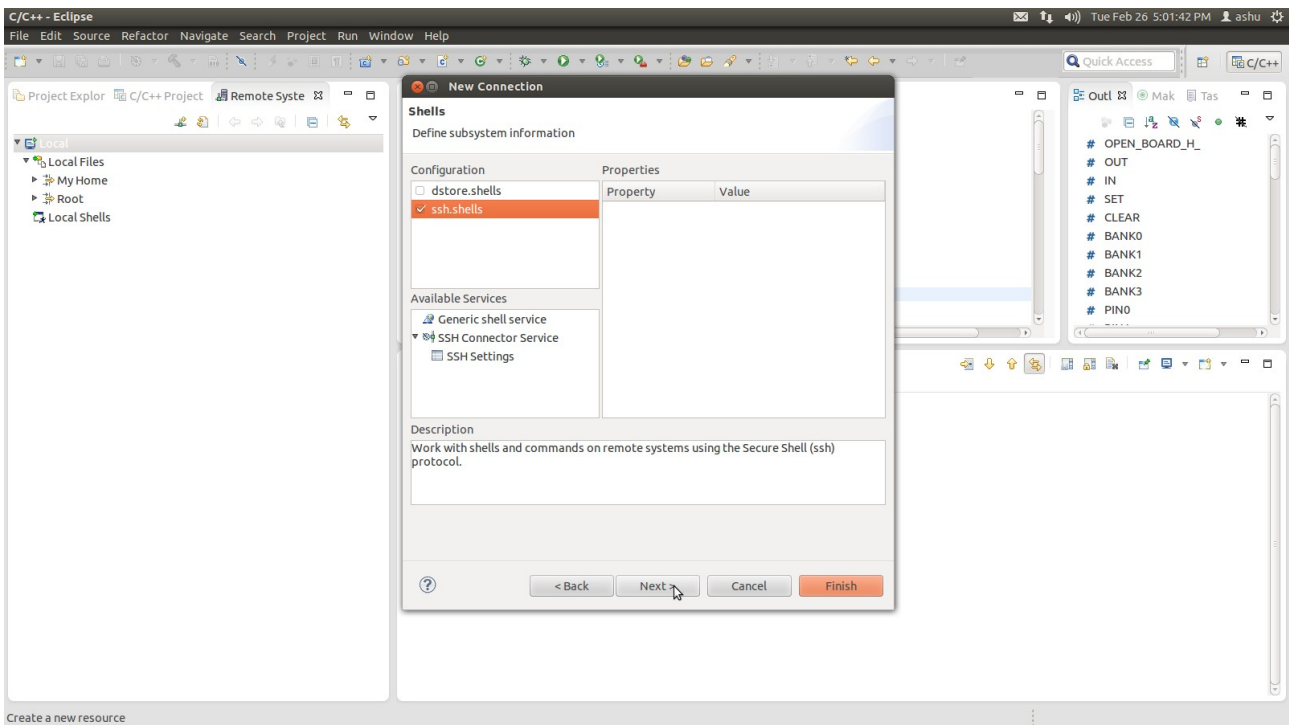 C/C++ - Eclipse
Tue Feb 26 5:01:42 PM ashu
File Edit Source Refactor Navigate Search Project Run Window Help
Quick Access
C/C++
Project Explor C/C++ Project Remote Syste
Local
Local Files
My Home
Root
Local Shells
New Connection
Shells
Define subsystem information
Configuration
dstore.shells
ssh.shells
Properties
Property Value
Available Services
Generic shell service
SSH Connector Service
SSH Settings
Description
Work with shells and commands on remote systems using the Secure Shell (ssh)
protocol.
< Back Next > Cancel Finish
Outl Mak Tas
# OPEN_BOARD_H_
# OUT
# IN
# SET
# CLEAR
# BANK0
# BANK1
# BANK2
# BANK3
# PIN0
Create a new resource